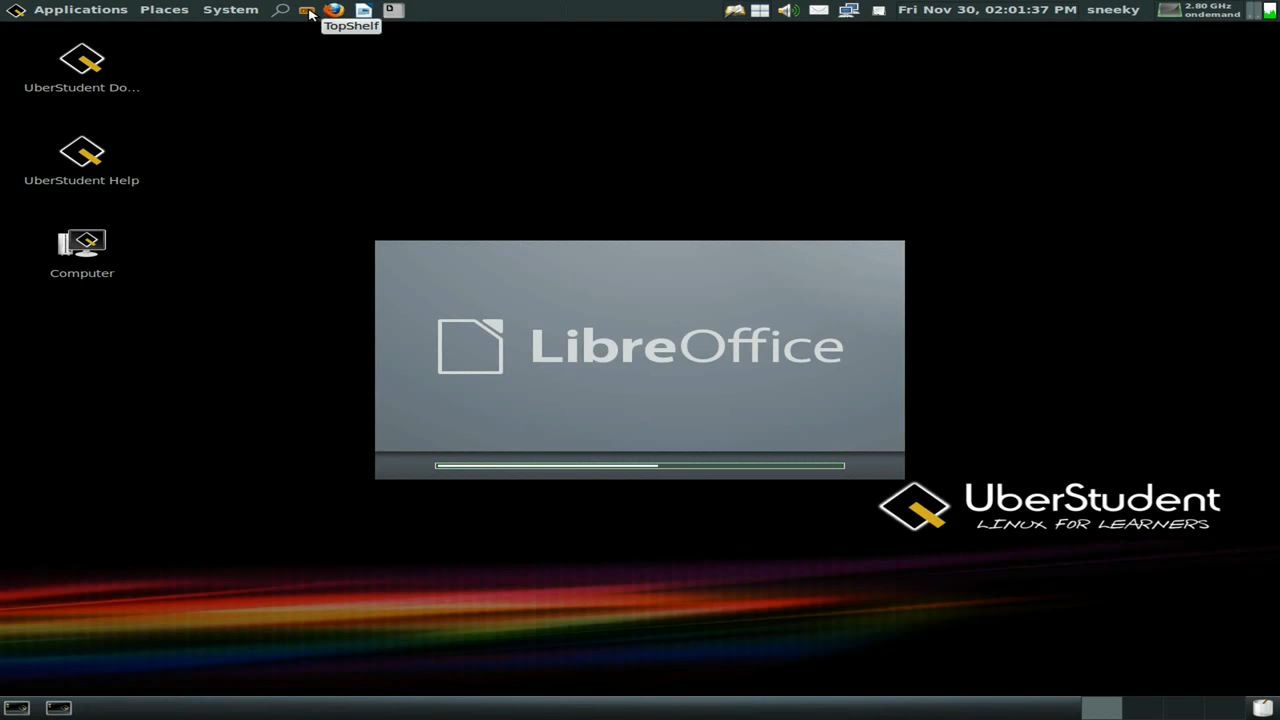 Applications Places System Fri Nov 30, 02:01:37 PM sneeky 2.80 GHz ondemand
TopShelf
UberStudent Do...
UberStudent Help
Computer
LibreOffice
UberStudent
LINUX FOR LEARNERS